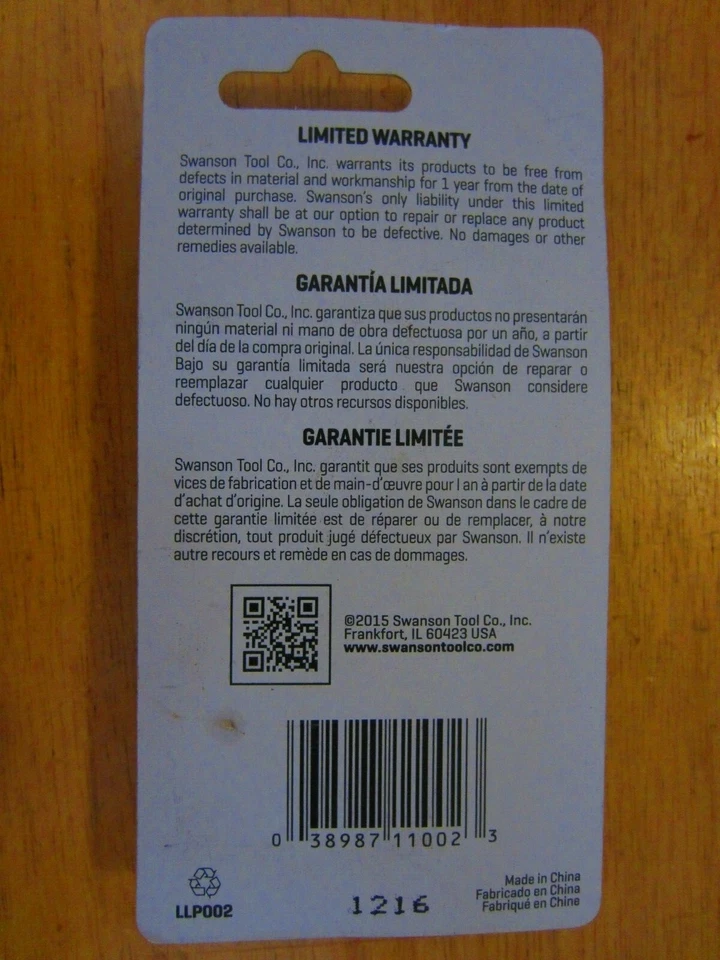 LIMITED WARRANTY
Swanson Tool Co., Inc. warrants its products to be free from
defects in material and workmanship for 1 year from the date of
original purchase. Swanson's only liability under this limited
warranty shall be at our option to repair or replace any product
determined by Swanson to be defective. No damages or other
remedies available.
GARANTÍA LIMITADA
Swanson Tool Co., Inc. garantiza que sus productos no presentarán
ningún material ni mano de obra defectuosa por un año, a partir
del día de la compra original. La única responsabilidad de Swanson
Bajo su garantía limitada será nuestra opción de reparar o
reemplazar cualquier producto que Swanson considere
defectuoso. No hay otros recursos disponibles.
GARANTIE LIMITÉE
Swanson Tool Co., Inc. garantit que ses produits sont exempts de
vices de fabrication et de main-d'œuvre pour l an à partir de la date
d'achat d'origine. La seule obligation de Swanson dans le cadre de
cette garantie limitée est de réparer ou de remplacer, à notre
discrétion, tout produit jugé défectueux par Swanson. Il n'existe
autre recours et remède en cas de dommages.
©2015 Swanson Tool Co., Inc.
Frankfort, IL 60423 USA
www.swansontoolco.com
0 38987 11002 3
LLP002
1216
Made in China
Fabricado en China
Fabriqué en Chine